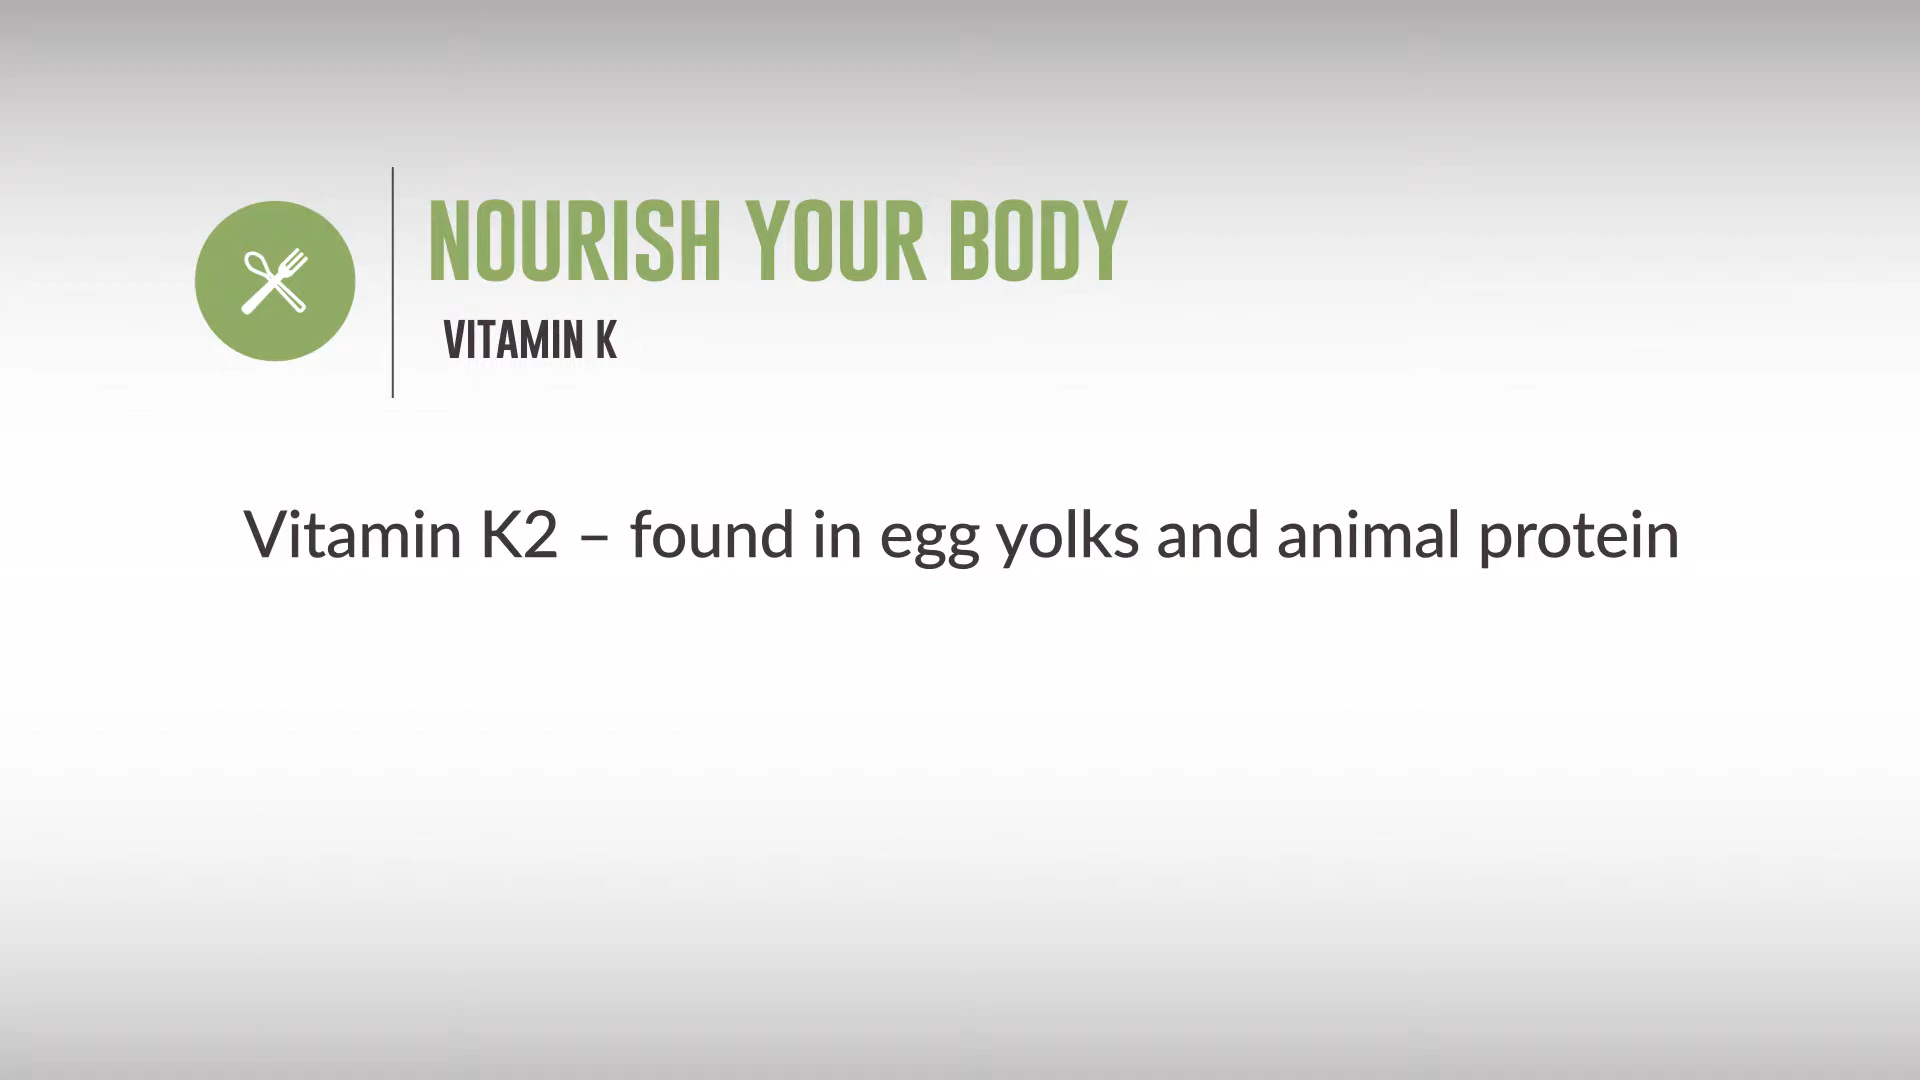 NOURISH YOUR BODY
VITAMIN K
Vitamin K2 – found in egg yolks and animal protein